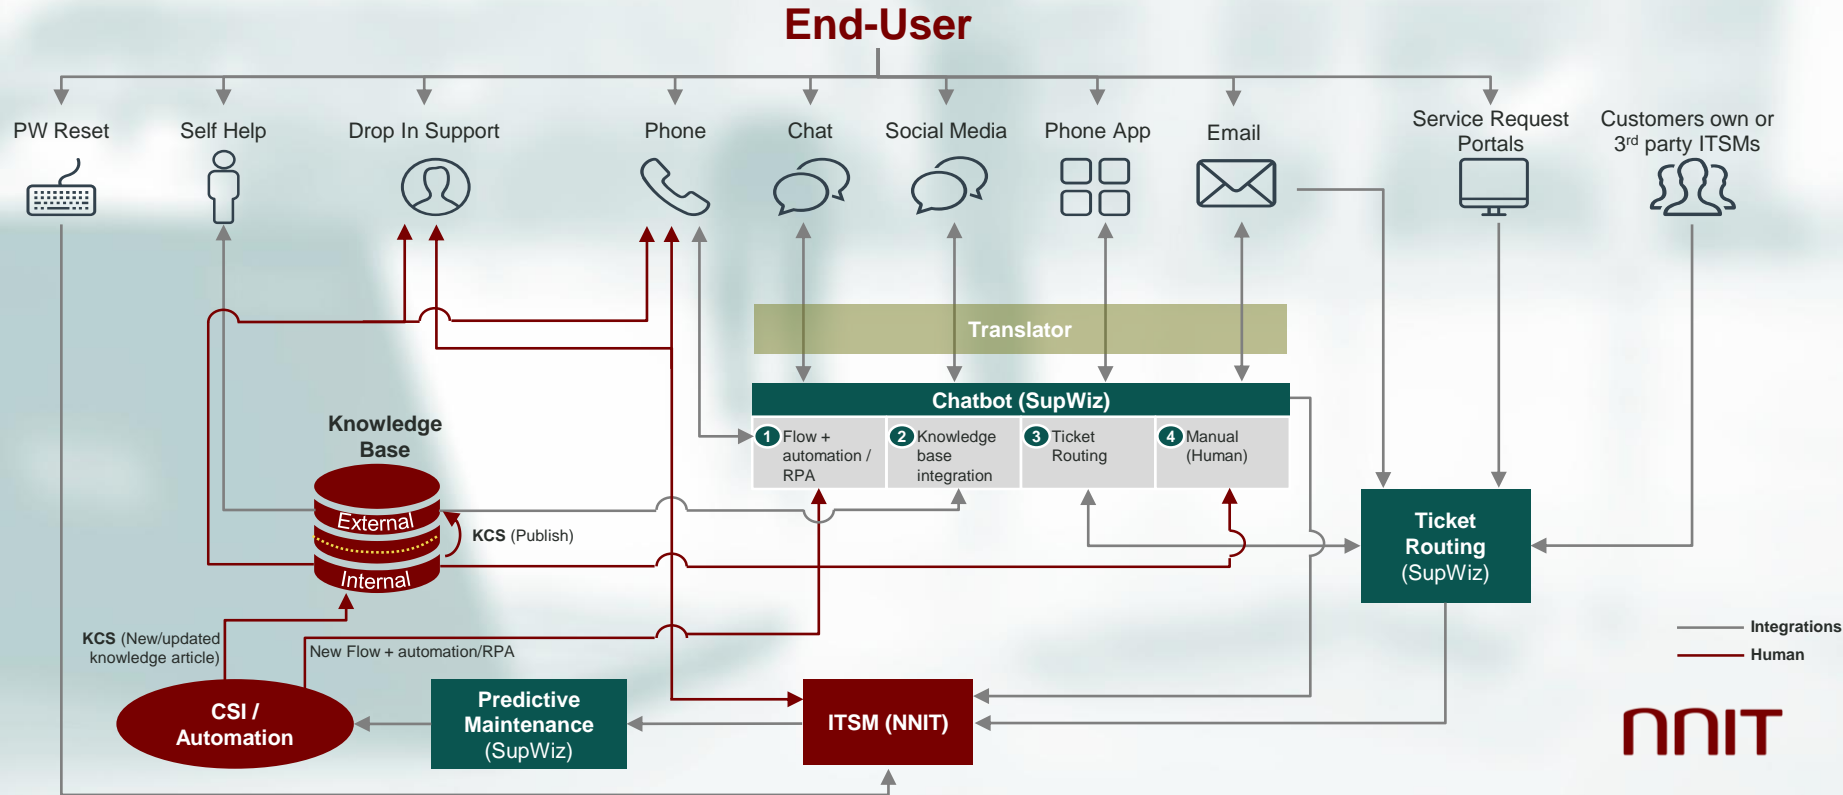 End-User
PW Reset
Self Help
Drop In Support
Phone
Chat
Social Media
Phone App
Email
Service Request
Portals
Customers own or
3rd party ITSMs
Translator
Chatbot (SupWiz)
1 Flow +
automation /
RPA
2 Knowledge
base
integration
3 Ticket
Routing
4 Manual
(Human)
Knowledge
Base
External
Internal
KCS (Publish)
Ticket
Routing
(SupWiz)
KCS (New/updated
knowledge article)
New Flow + automation/RPA
Integrations
Human
CSI /
Automation
Predictive
Maintenance
(SupWiz)
ITSM (NNIT)
nnIT